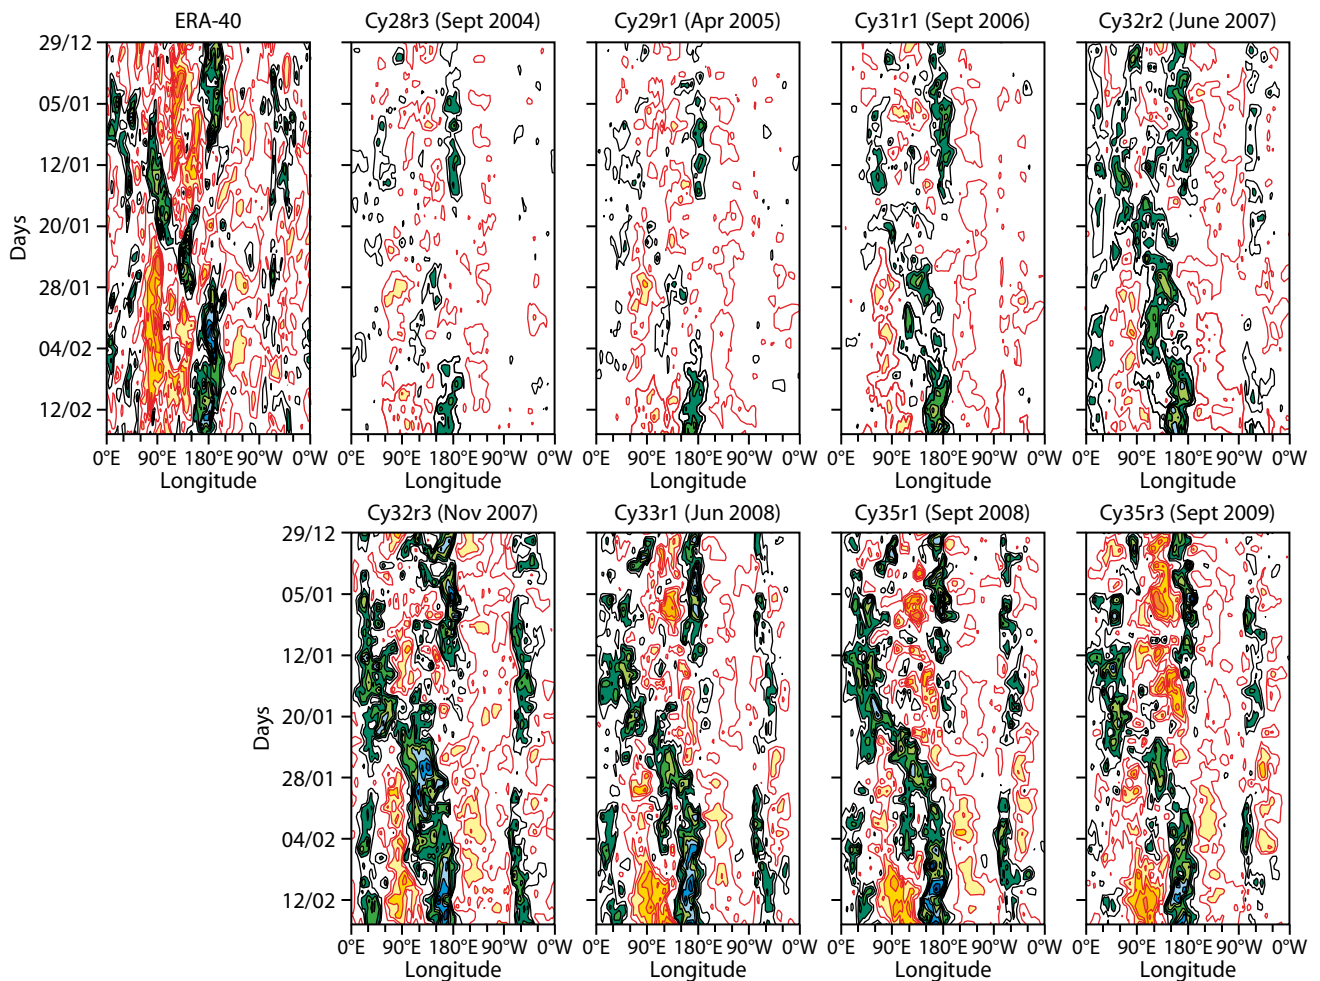 ERA-40 Cy28r3 (Sept 2004) Cy29r1 (Apr 2005) Cy31r1 (Sept 2006) Cy32r2 (June 2007)
29/12
05/01
12/01
20/01
28/01
04/02
12/02
Days
0°E 90°E 180°E 90°W 0°W 0°E 90°E 180°E 90°W 0°W 0°E 90°E 180°E 90°W 0°W 0°E 90°E 180°E 90°W 0°W 0°E 90°E 180°E 90°W 0°W
Longitude Longitude Longitude Longitude Longitude
Cy32r3 (Nov 2007) Cy33r1 (Jun 2008) Cy35r1 (Sept 2008) Cy35r3 (Sept 2009)
29/12
05/01
12/01
20/01
28/01
04/02
12/02
Days
0°E 90°E 180°E 90°W 0°W 0°E 90°E 180°E 90°W 0°W 0°E 90°E 180°E 90°W 0°W 0°E 90°E 180°E 90°W 0°W
Longitude Longitude Longitude Longitude